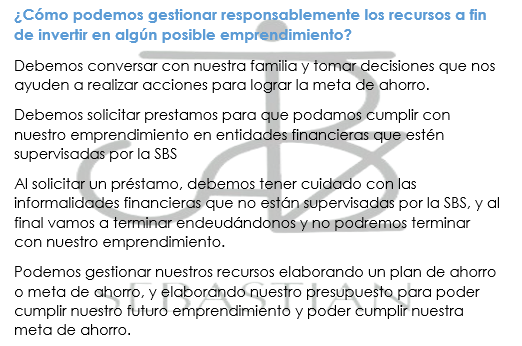 ¿Cómo podemos gestionar responsablemente los recursos a fin
de invertir en algún posible emprendimiento?
Debemos conversar con nuestra familia y tomar decisiones que nos
ayuden a realizar acciones para lograr la meta de ahorro.
Debemos solicitar prestamos para que podamos cumplir con
nuestro emprendimiento en entidades financieras que estén
supervisadas por la SBS
Al solicitar un préstamo, debemos tener cuidado con las
informalidades financieras que no están supervisadas por la SBS, y al
final vamos a terminar endeudándonos y no podremos terminar
con nuestro emprendimiento.
Podemos gestionar nuestros recursos elaborando un plan de ahorro
o meta de ahorro, y elaborando nuestro presupuesto para poder
cumplir nuestro futuro emprendimiento y poder cumplir nuestra
meta de ahorro.
SEBASTIAN